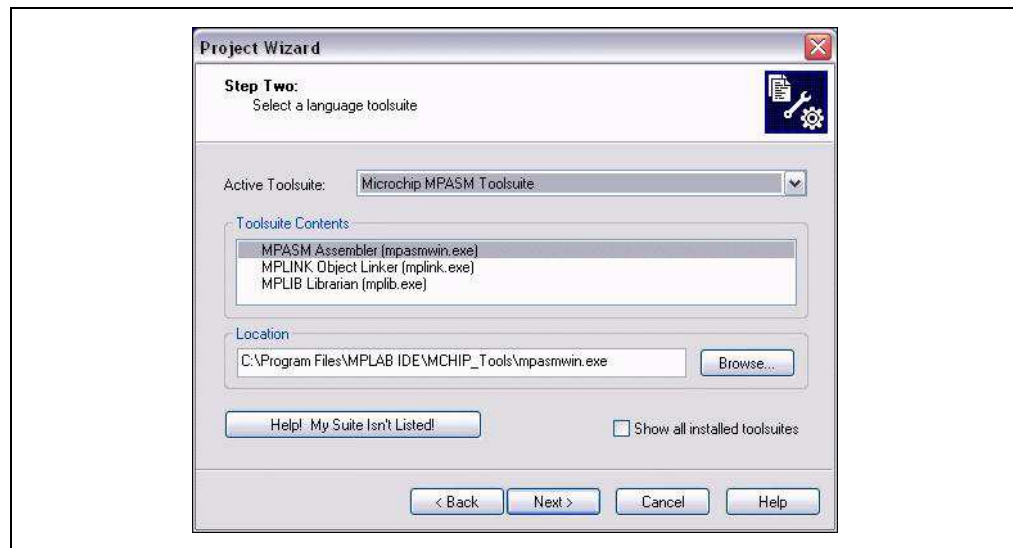 Project Wizard
Step Two:
Select a language toolsuite
Active Toolsuite:
Microchip MPASM Toolsuite
Toolsuite Contents
MPASM Assembler (mpasmwin.exe)
MPLINK Object Linker (mplink.exe)
MPLIB Librarian (mplib.exe)
Location
C:\Program Files\MPLAB IDE\MCHIP_Tools\mpasmwin.exe
Browse...
Help! My Suite Isn't Listed!
Show all installed toolsuites
< Back
Next >
Cancel
Help